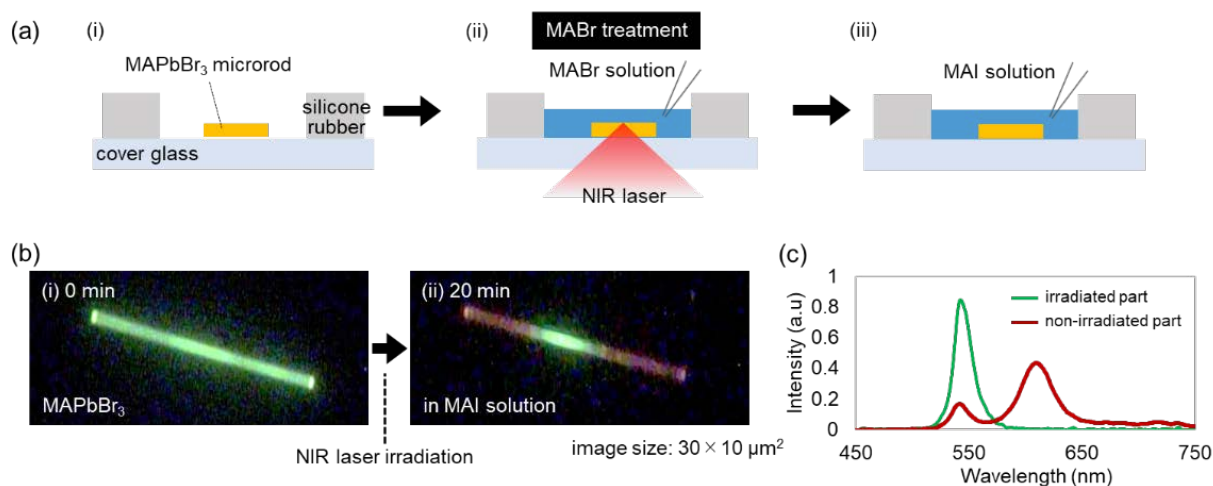 (a)
(i)
MAPbBr₃ microrod
silicone
rubber
cover glass
(ii)
MABr treatment
MABr solution
NIR laser
(iii)
MAI solution
(b)
(i) 0 min
MAPbBr₃
NIR laser irradiation
(ii) 20 min
in MAI solution
image size: 30 × 10 μm²
(c)
Intensity (a.u)
1
0.8
0.6
0.4
0.2
0
irradiated part
non-irradiated part
450 550 650 750
Wavelength (nm)